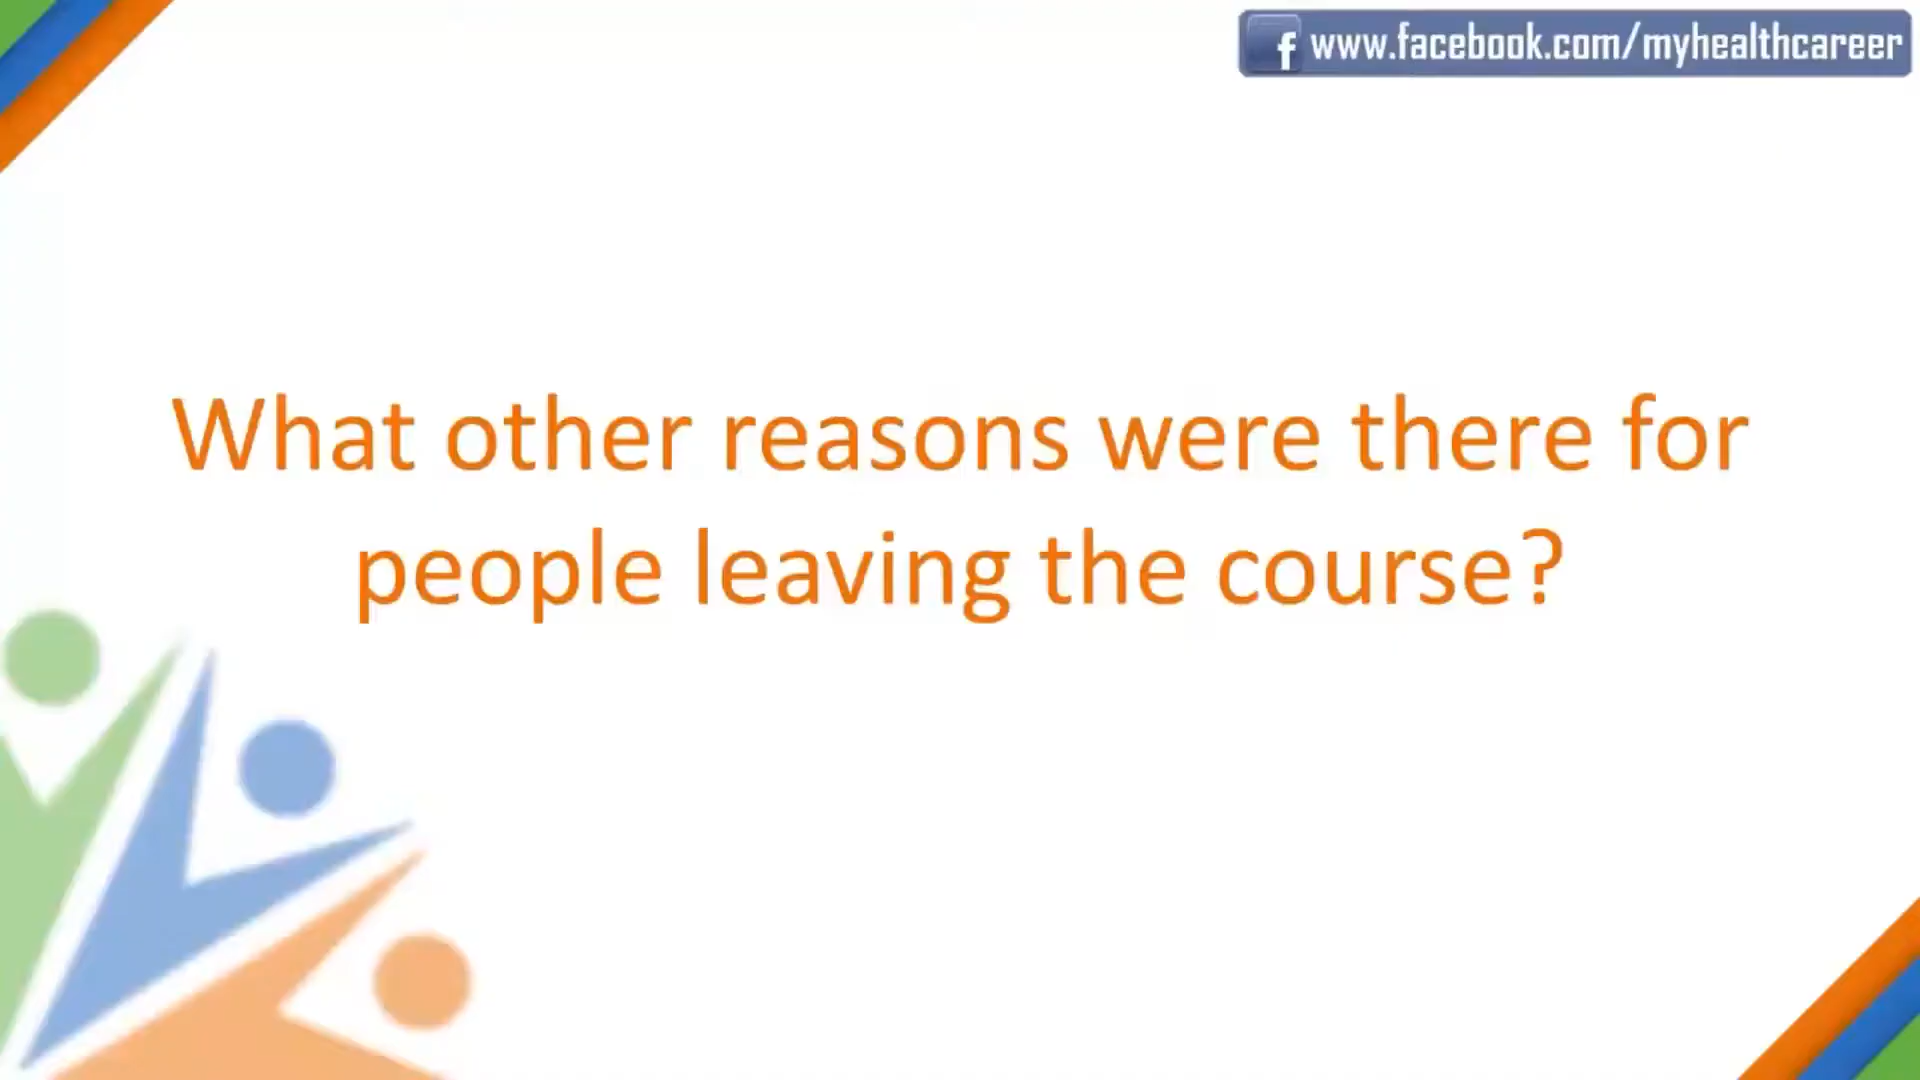 www.facebook.com/myhealthcareer
What other reasons were there for
people leaving the course?